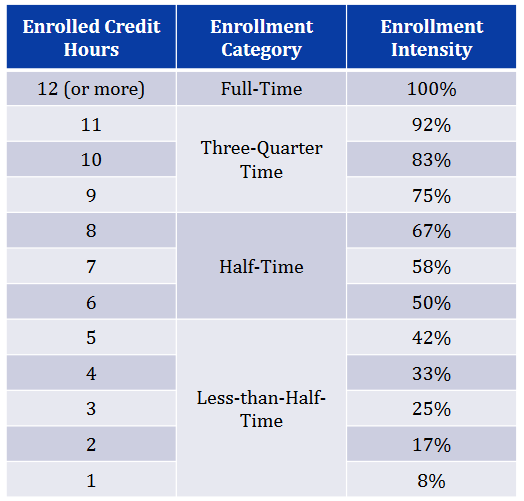 Enrolled Credit Hours | Enrollment Category | Enrollment Intensity
12 (or more) | Full-Time | 100%
11 | Three-Quarter Time | 92%
10 | 83%
9 | 75%
8 | Half-Time | 67%
7 | 58%
6 | 50%
5 | Less-than-Half-Time | 42%
4 | 33%
3 | 25%
2 | 17%
1 | 8%